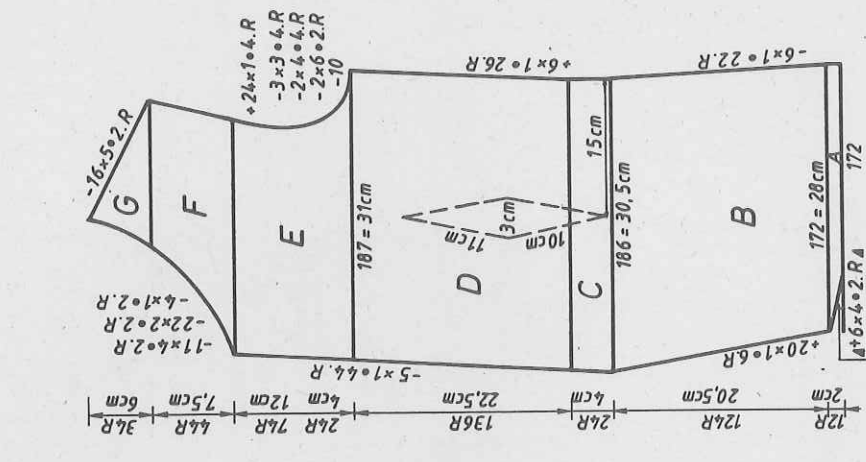 -16×5•2.R
G
34R 6cm
F
44R 7,5cm
-11×4•2.R
-22×2•2.R
-4×1•2.R
+24×1•4.R
-3×3•4.R
-2×4•4.R
-2×6•2.R
-10
E
74R 12cm
24R 4cm
187 = 31cm
-5×1•44.R
+6×1•26.R
D
11cm
3cm
10cm
136R 22,5cm
15cm
C
24R 4cm
186 = 30,5cm
-6×1•22.R
B
124R 20,5cm
+20×1•6.R
172 = 28cm
A
12R 2cm
Δ+6×4•2.RΔ
172